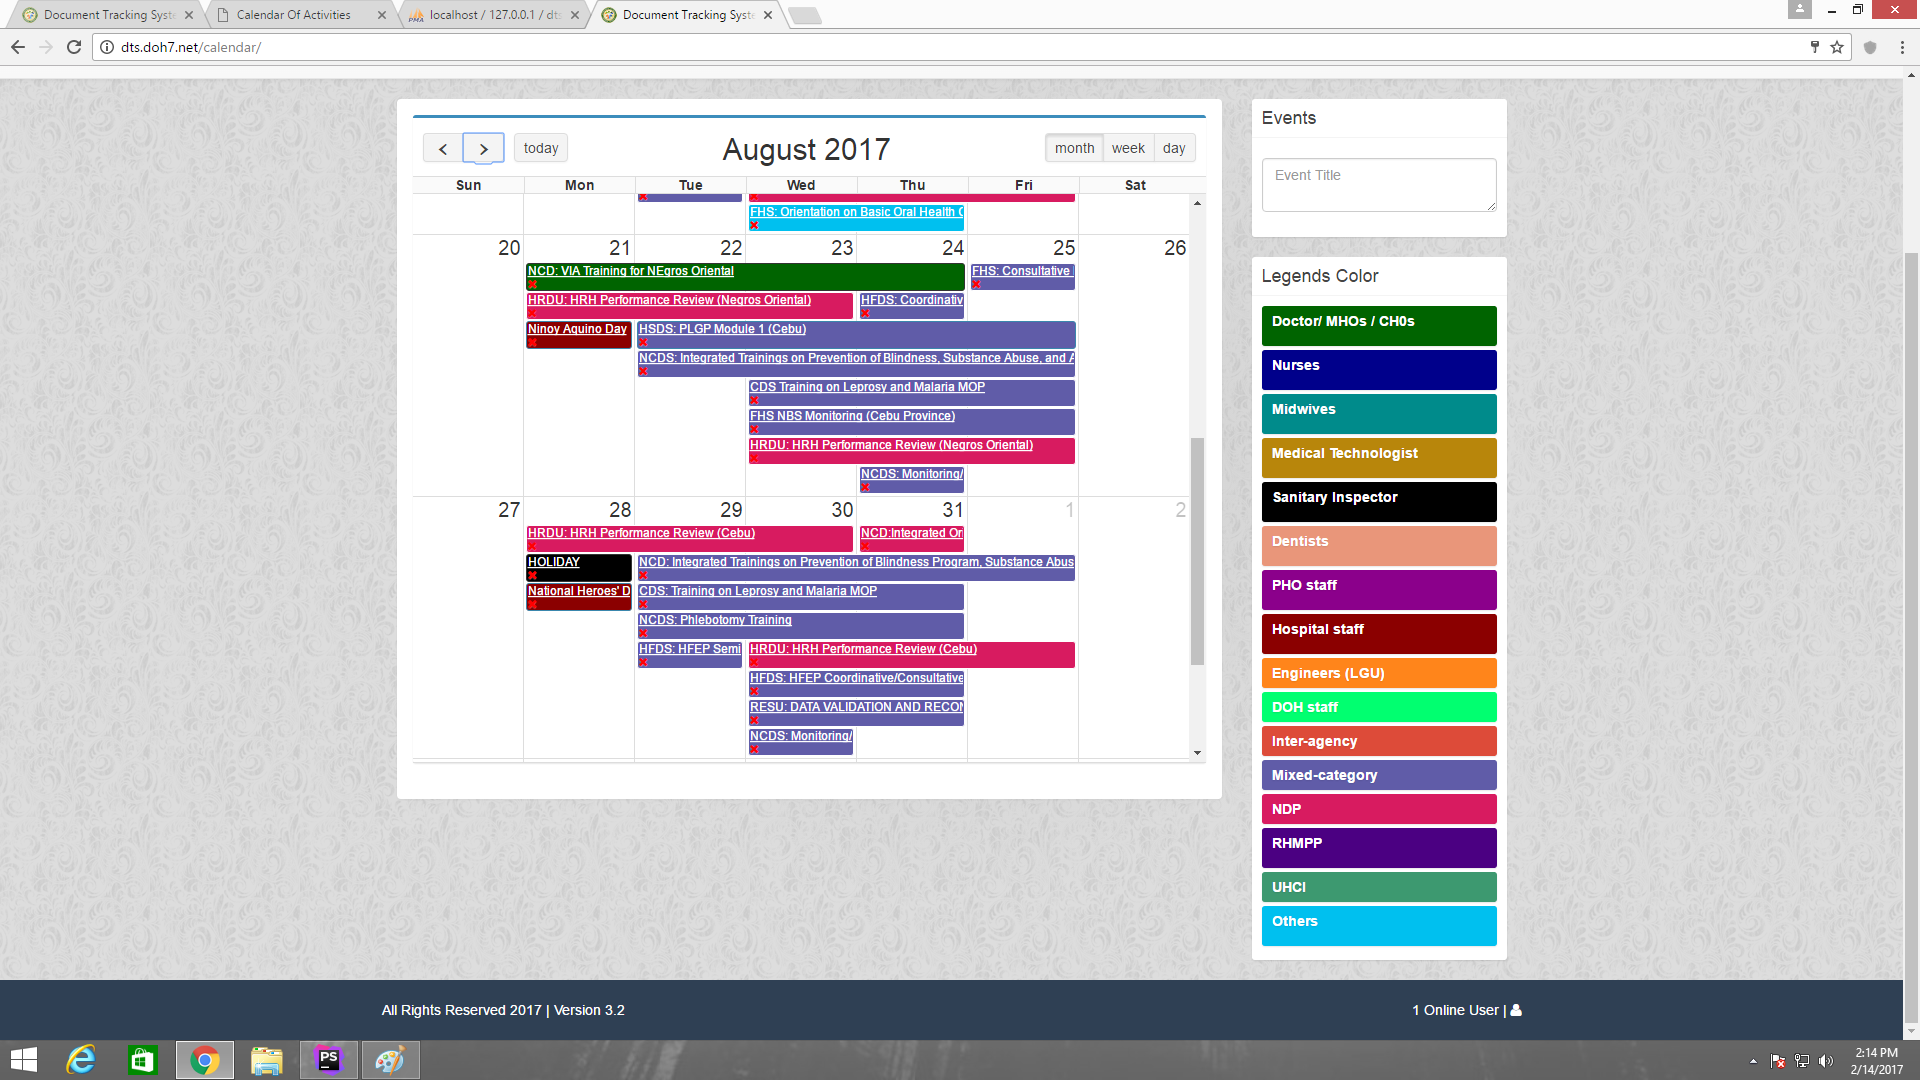 Document Tracking Syste
Calendar Of Activities
localhost / 127.0.0.1 / dts
Document Tracking Syste
dts.doh7.net/calendar/
today
August 2017
month week day
Sun Mon Tue Wed Thu Fri Sat
FHS: Orientation on Basic Oral Health
20 21 22 23 24 25 26
NCD: VIA Training for NEgros Oriental
FHS: Consultative
HRDU: HRH Performance Review (Negros Oriental)
HFDS: Coordinativ
Ninoy Aquino Day
HSDS: PLGP Module 1 (Cebu)
NCDS: Integrated Trainings on Prevention of Blindness, Substance Abuse, and A
CDS Training on Leprosy and Malaria MOP
FHS NBS Monitoring (Cebu Province)
HRDU: HRH Performance Review (Negros Oriental)
NCDS: Monitoring/
27 28 29 30 31 1 2
HRDU: HRH Performance Review (Cebu)
NCD:Integrated Or
HOLIDAY
NCD: Integrated Trainings on Prevention of Blindness Program, Substance Abus
National Heroes' D
CDS: Training on Leprosy and Malaria MOP
NCDS: Phlebotomy Training
HFDS: HFEP Semi
HRDU: HRH Performance Review (Cebu)
HFDS: HFEP Coordinative/Consultative
RESU: DATA VALIDATION AND RECON
NCDS: Monitoring/
Events
Event Title
Legends Color
Doctor/ MHOs / CH0s
Nurses
Midwives
Medical Technologist
Sanitary Inspector
Dentists
PHO staff
Hospital staff
Engineers (LGU)
DOH staff
Inter-agency
Mixed-category
NDP
RHMPP
UHCI
Others
All Rights Reserved 2017 | Version 3.2
1 Online User |
2:14 PM
2/14/2017